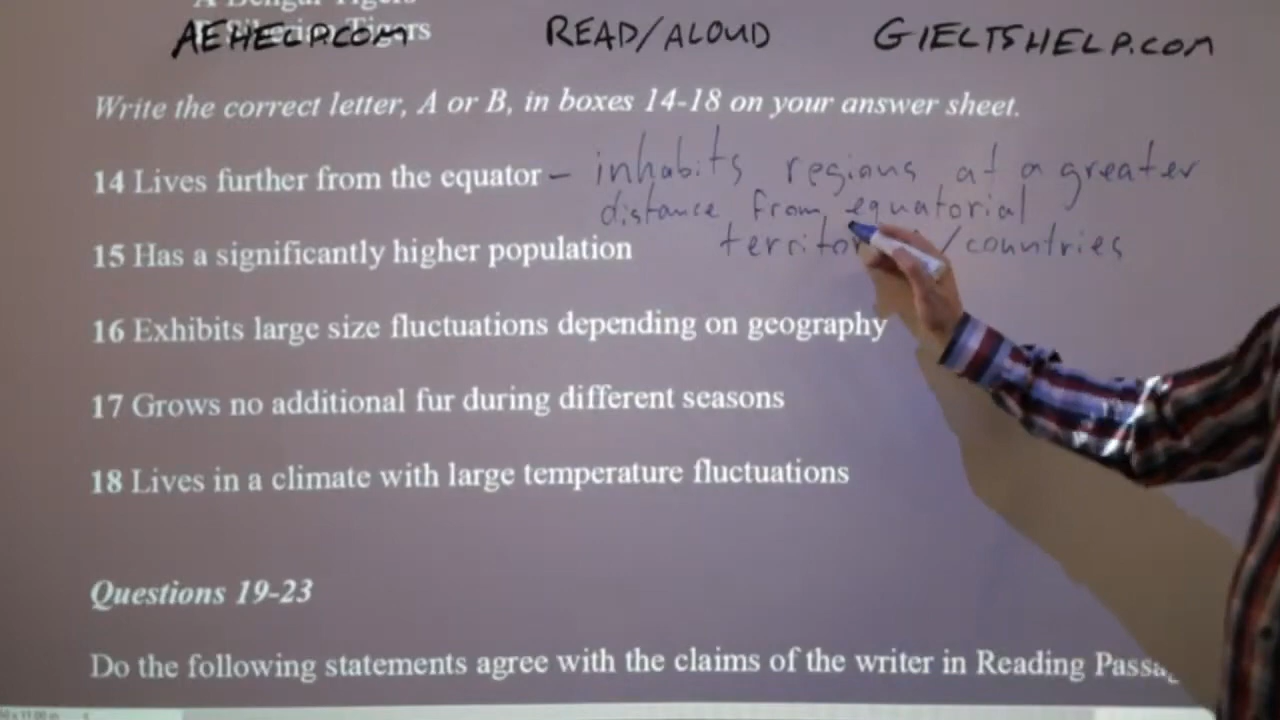 A Bengal Tigers
B Siberian Tigers
AEHELP.COM READ/ALOUD GIELTSHELP.COM
Write the correct letter, A or B, in boxes 14-18 on your answer sheet.
14 Lives further from the equator – inhabits regions at a greater
distance from equatorial
/countries
15 Has a significantly higher population
16 Exhibits large size fluctuations depending on geography
17 Grows no additional fur during different seasons
18 Lives in a climate with large temperature fluctuations
Questions 19-23
Do the following statements agree with the claims of the writer in Reading